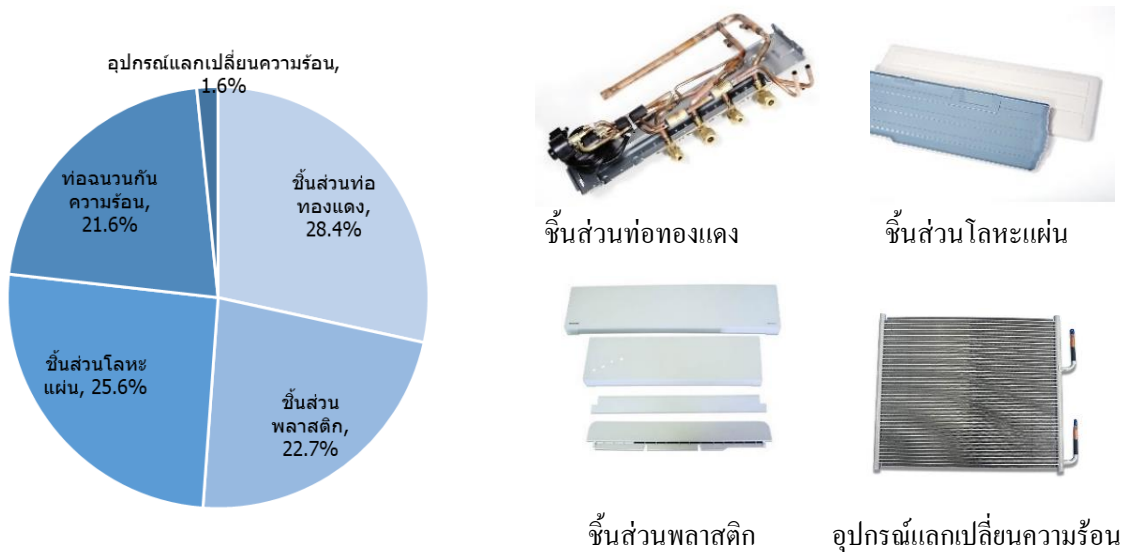 อุปกรณ์แลกเปลี่ยนความร้อน,
1.6%
ท่อฉนวนกัน
ความร้อน,
21.6%
ชิ้นส่วนท่อ
ทองแดง,
28.4%
ชิ้นส่วนโลหะ
แผ่น, 25.6%
ชิ้นส่วน
พลาสติก,
22.7%
ชิ้นส่วนท่อทองแดง
ชิ้นส่วนโลหะแผ่น
ชิ้นส่วนพลาสติก
อุปกรณ์แลกเปลี่ยนความร้อน